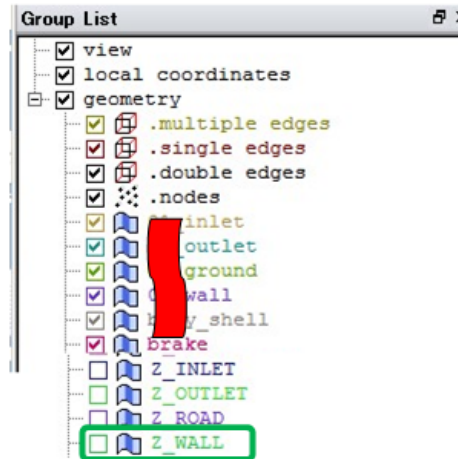 Group List
view
local coordinates
geometry
.multiple edges
.single edges
.double edges
.nodes
inlet
outlet
ground
wall
shell
brake
Z_INLET
Z_OUTLET
Z_ROAD
Z_WALL